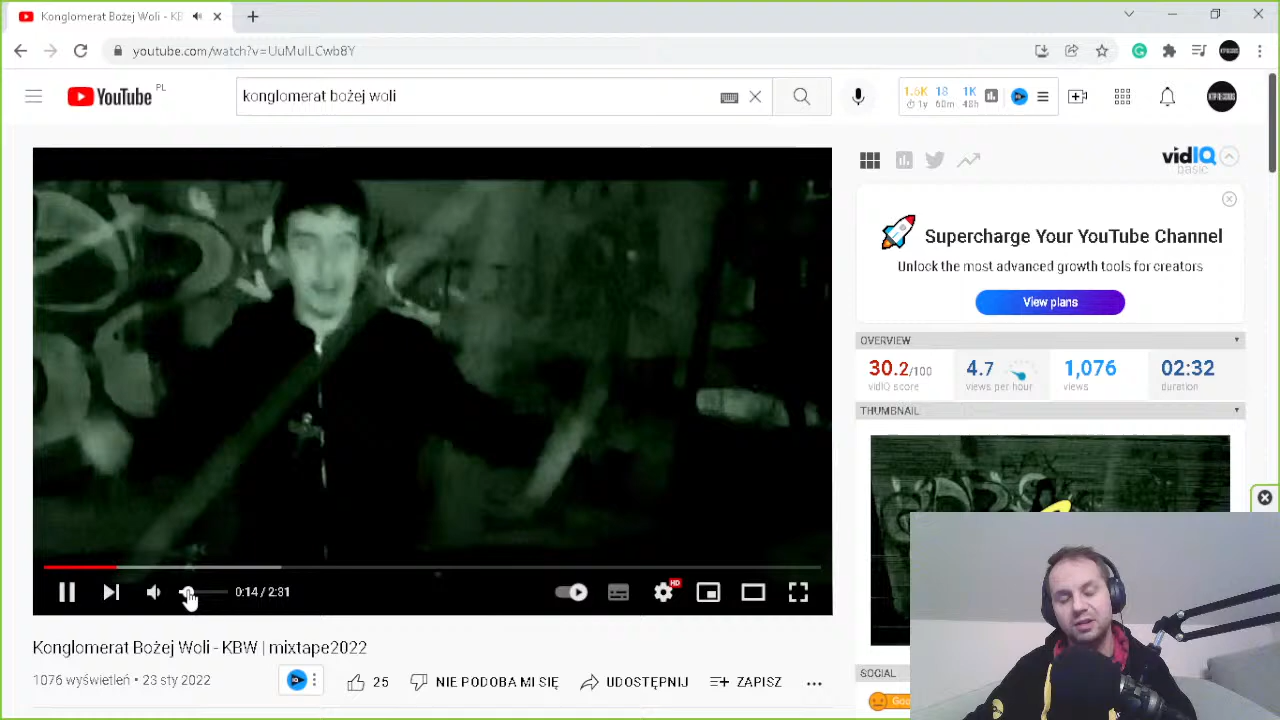 Konglomerat Bożej Woli - KB
youtube.com/watch?v=UuMulLCwb8Y
YouTube PL
konglomerat bożej woli
1.6K 18 1K
1y 60m 48h
vidIQ
basic
Supercharge Your YouTube Channel
Unlock the most advanced growth tools for creators
View plans
OVERVIEW
30.2/100 4.7 1,076 02:32
vidIQ score views per hour views duration
THUMBNAIL
HD
0:14 / 2:31
Konglomerat Bożej Woli - KBW | mixtape2022
1076 wyświetleń • 23 sty 2022
25 NIE PODOBA MI SIĘ UDOSTĘPNIJ ZAPISZ
SOCIAL